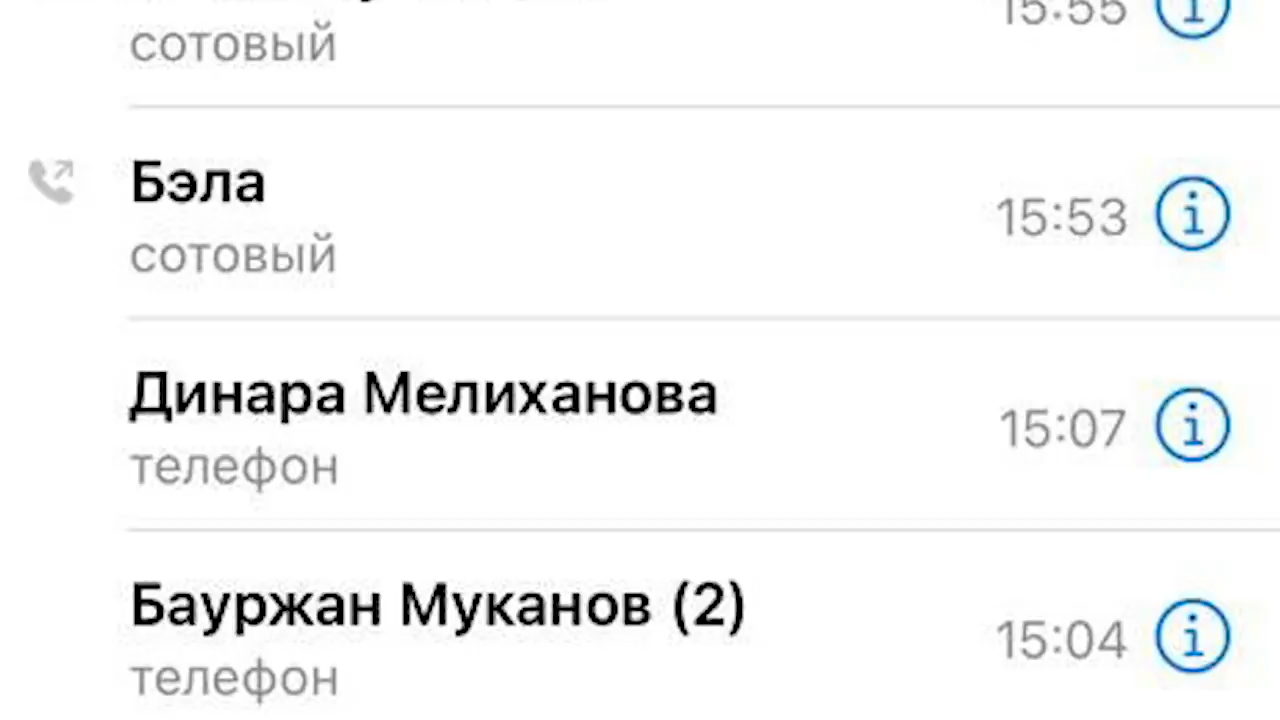 15:55
сотовый
Бэла
15:53
сотовый
Динара Мелиханова
15:07
телефон
Бауржан Муканов (2)
15:04
телефон